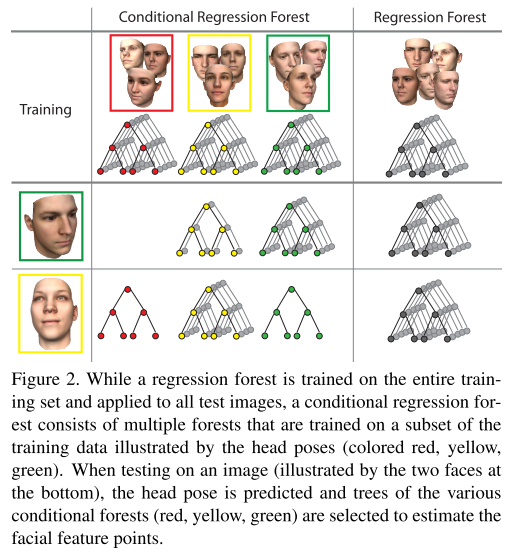 Conditional Regression Forest
Regression Forest
Training
Figure 2. While a regression forest is trained on the entire train-
ing set and applied to all test images, a conditional regression for-
est consists of multiple forests that are trained on a subset of the
training data illustrated by the head poses (colored red, yellow,
green). When testing on an image (illustrated by the two faces at
the bottom), the head pose is predicted and trees of the various
conditional forests (red, yellow, green) are selected to estimate the
facial feature points.